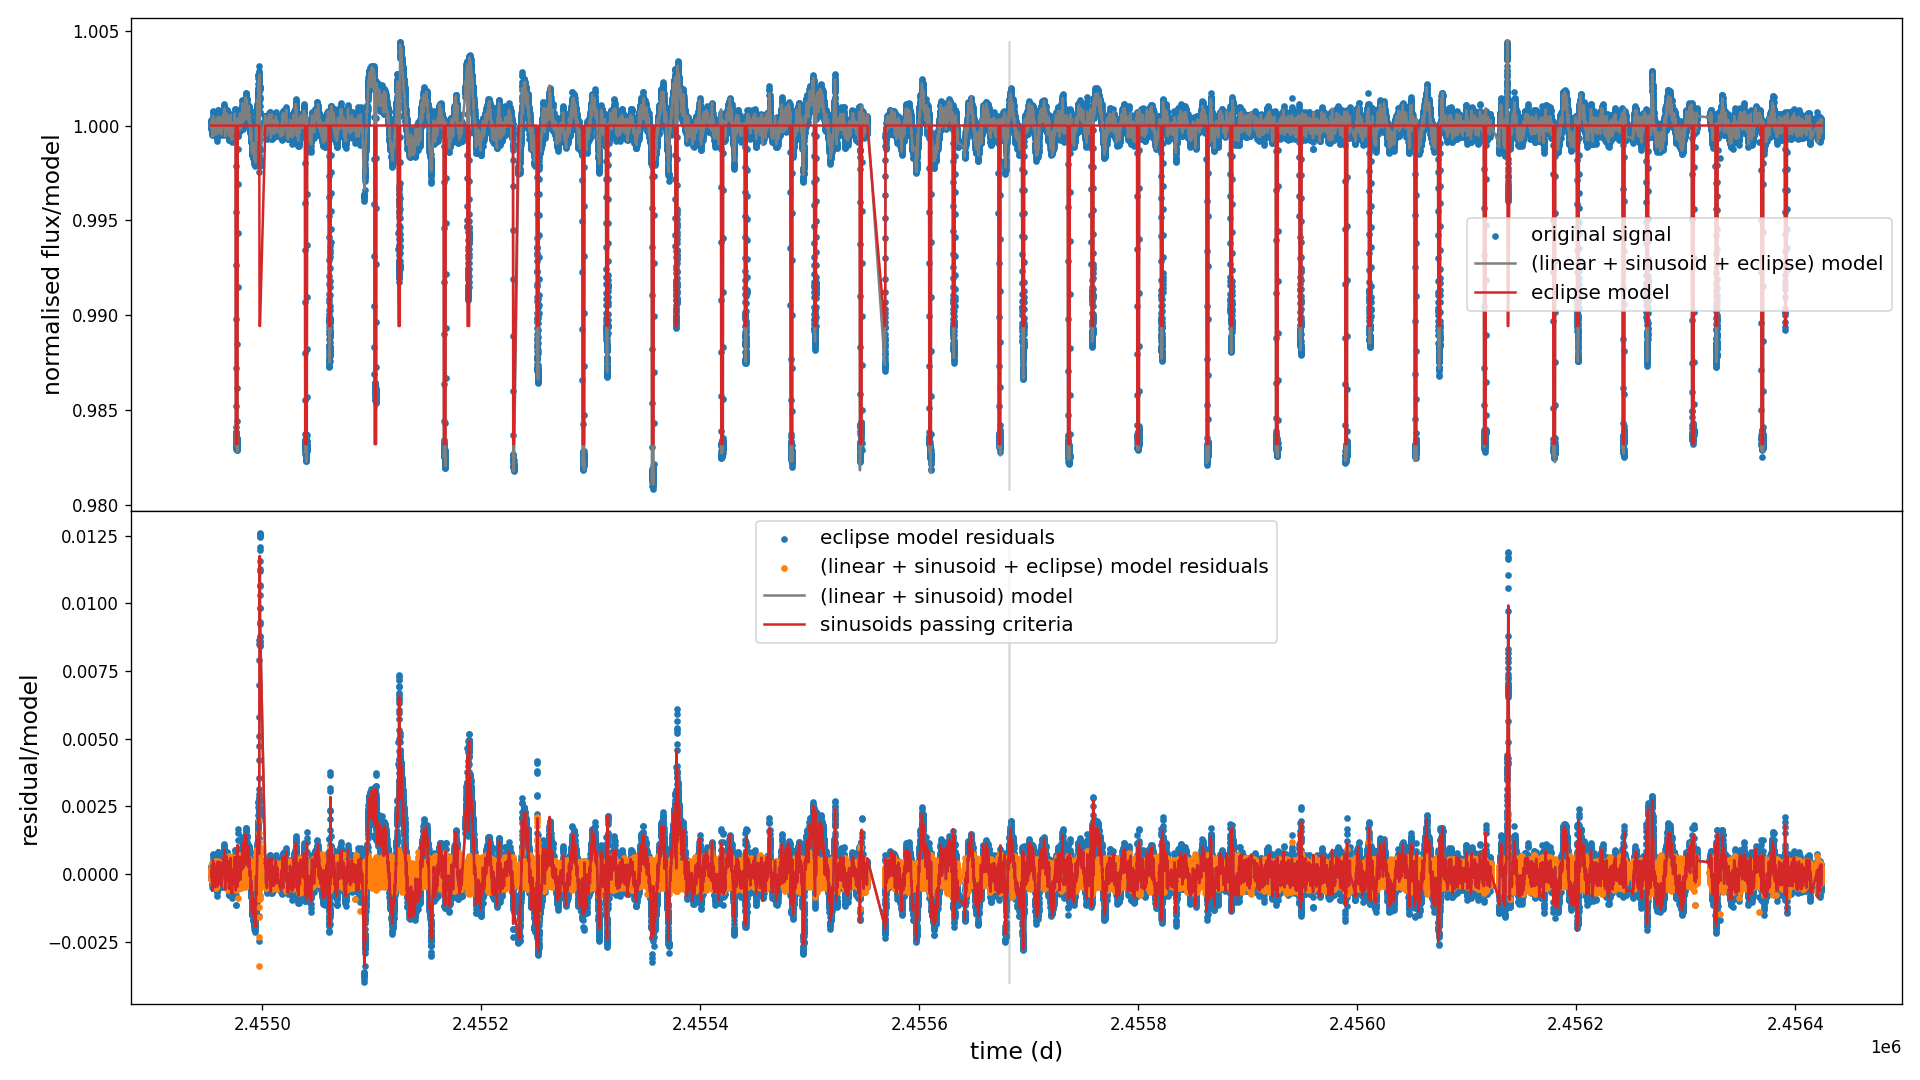 1.005
1.000
0.995
0.990
0.985
0.980
normalised flux/model
original signal
(linear + sinusoid + eclipse) model
eclipse model
0.0125
0.0100
0.0075
0.0050
0.0025
0.0000
−0.0025
residual/model
eclipse model residuals
(linear + sinusoid + eclipse) model residuals
(linear + sinusoid) model
sinusoids passing criteria
2.4550
2.4552
2.4554
2.4556
2.4558
2.4560
2.4562
2.4564
time (d)
1e6